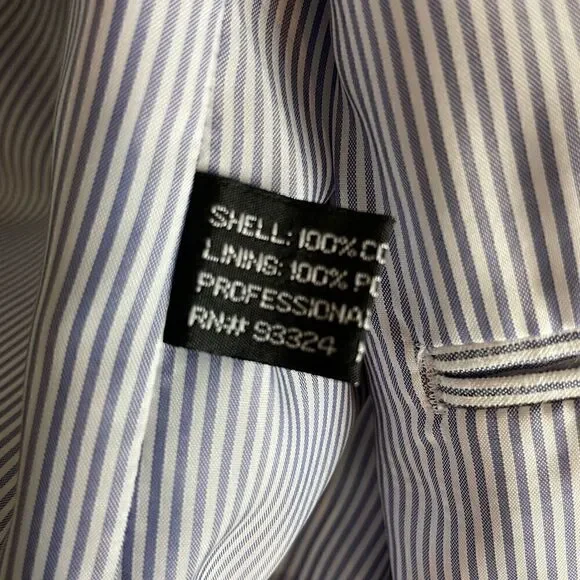 SHELL: 100% CO
LINING: 100% PO
PROFESSIONAL
RN# 93324